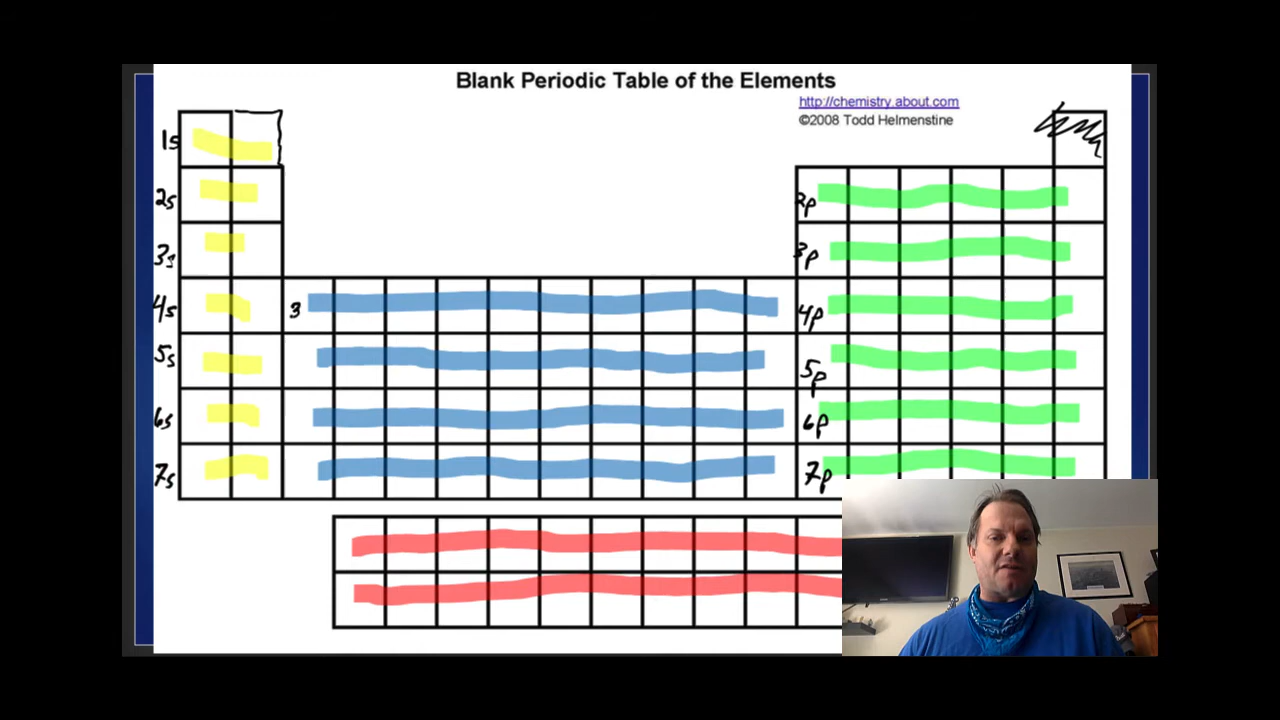 Blank Periodic Table of the Elements
http://chemistry.about.com
©2008 Todd Helmenstine
1s
2s
2p
3s
3p
4s
3
4p
5s
5p
6s
6p
7s
7p